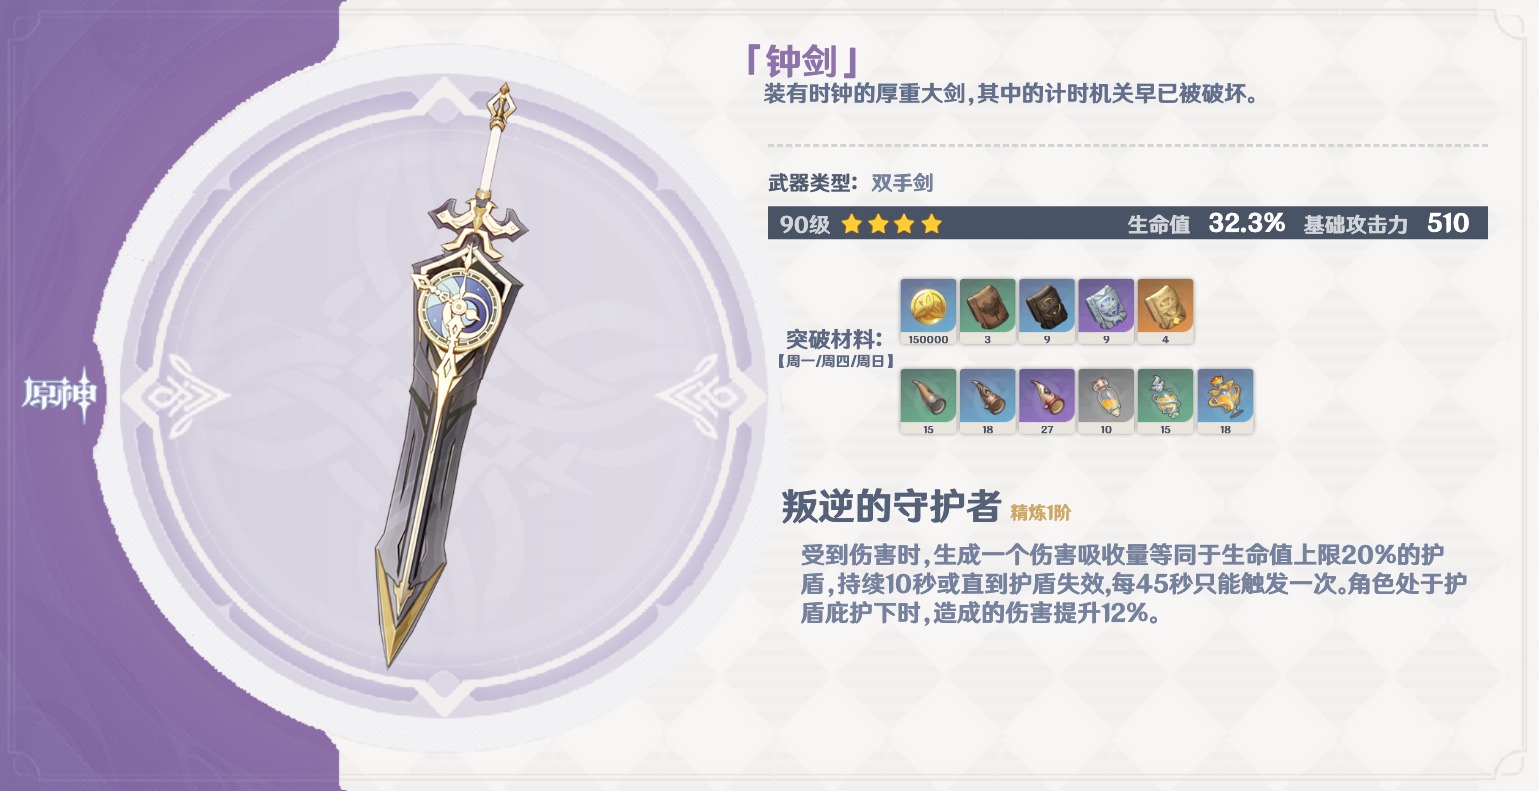 「钟剑」
装有时钟的厚重大剑,其中的计时机关早已被破坏。
武器类型: 双手剑
90级 生命值 32.3% 基础攻击力 510
突破材料:
【周一/周四/周日】
150000 3 9 9 4
15 18 27 10 15 18
原神
叛逆的守护者 精炼1阶
受到伤害时,生成一个伤害吸收量等同于生命值上限20%的护
盾,持续10秒或直到护盾失效,每45秒只能触发一次。角色处于护
盾庇护下时,造成的伤害提升12%。